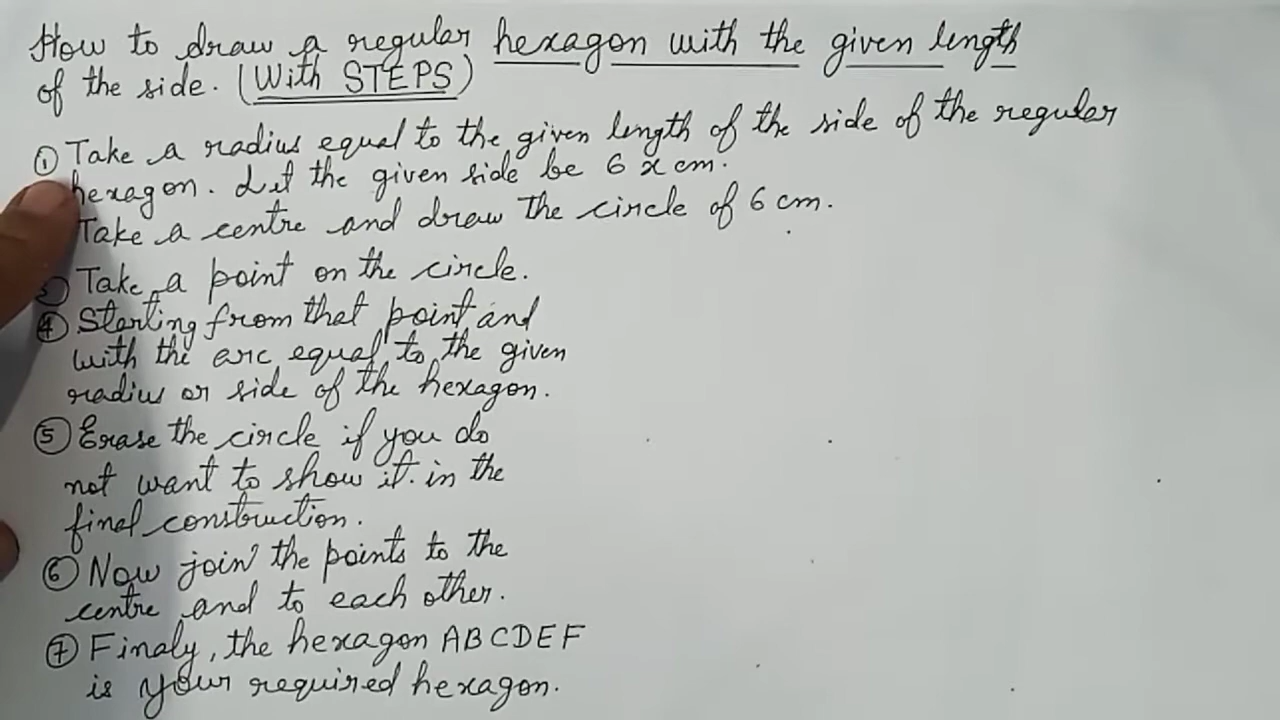 How to draw a regular hexagon with the given length
of the side. (With STEPS)
① Take a radius equal to the given length of the side of the regular
hexagon. Let the given side be 6 x cm.
Take a centre and draw the circle of 6 cm.
3 Take a point on the circle.
④ Starting from that point and
with the arc equal to the given
radius or side of the hexagon.
⑤ Erase the circle if you do
not want to show it in the
final construction.
⑥ Now join the points to the
centre and to each other.
⑦ Finaly, the hexagon ABCDEF
is your required hexagon.